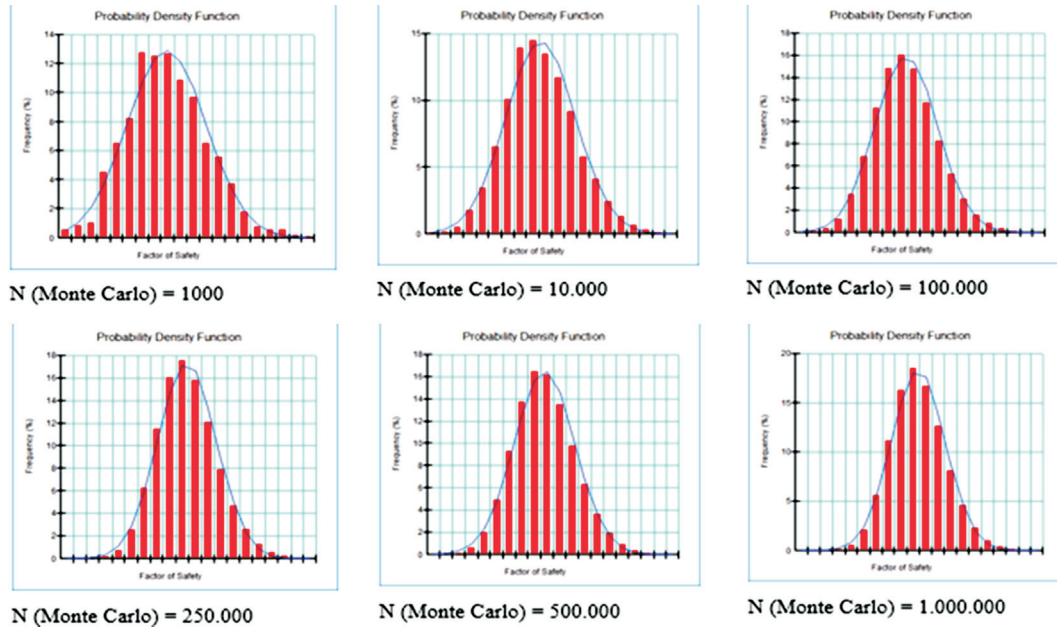 Probability Density Function
14
12
10
8
6
4
2
0
Frequency (%)
Factor of Safety
N (Monte Carlo) = 1000
Probability Density Function
15
10
5
0
Frequency (%)
Factor of Safety
N (Monte Carlo) = 10.000
Probability Density Function
18
16
14
12
10
8
6
4
2
0
Frequency (%)
Factor of Safety
N (Monte Carlo) = 100.000
Probability Density Function
18
16
14
12
10
8
6
4
2
0
Frequency (%)
Factor of Safety
N (Monte Carlo) = 250.000
Probability Density Function
18
16
14
12
10
8
6
4
2
0
Frequency (%)
Factor of Safety
N (Monte Carlo) = 500.000
Probability Density Function
20
15
10
5
0
Frequency (%)
Factor of Safety
N (Monte Carlo) = 1.000.000